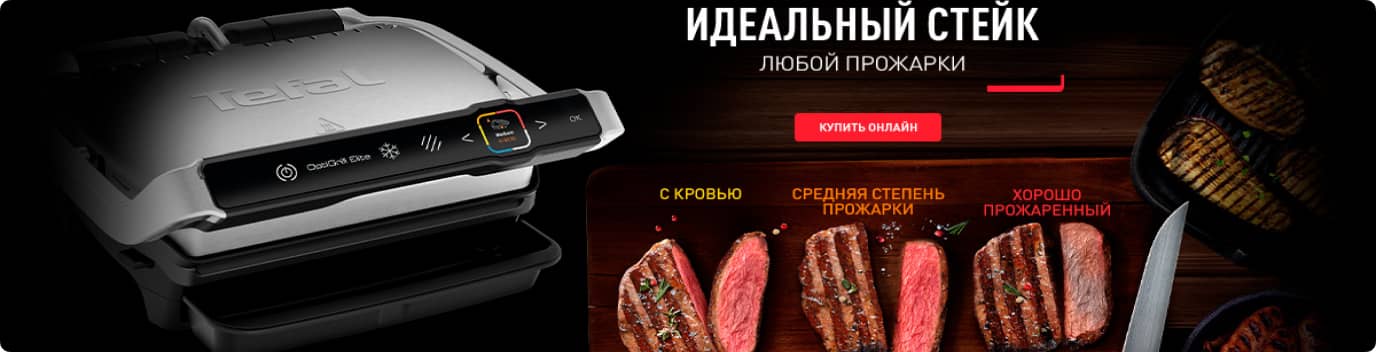 ИДЕАЛЬНЫЙ СТЕЙК
ЛЮБОЙ ПРОЖАРКИ
КУПИТЬ ОНЛАЙН
Tefal
OptiGrill Elite
OK
С КРОВЬЮ
СРЕДНЯЯ СТЕПЕНЬ
ПРОЖАРКИ
ХОРОШО
ПРОЖАРЕННЫЙ